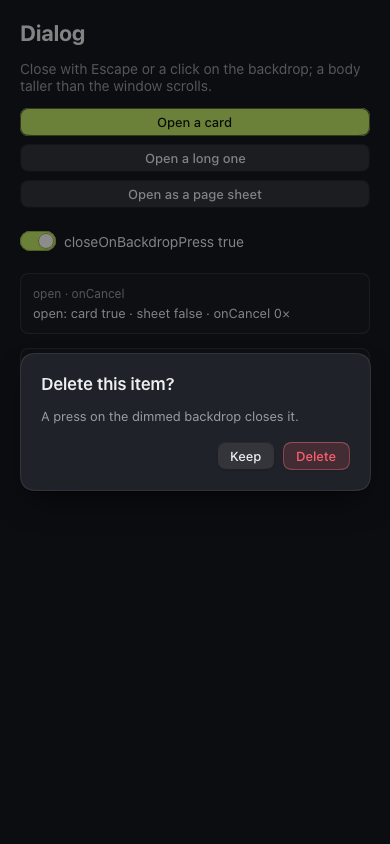 Dialog
Close with Escape or a click on the backdrop; a body
taller than the window scrolls.
Open a card
Open a long one
Open as a page sheet
closeOnBackdropPress true
open · onCancel
open: card true · sheet false · onCancel 0×
Delete this item?
A press on the dimmed backdrop closes it.
Keep
Delete